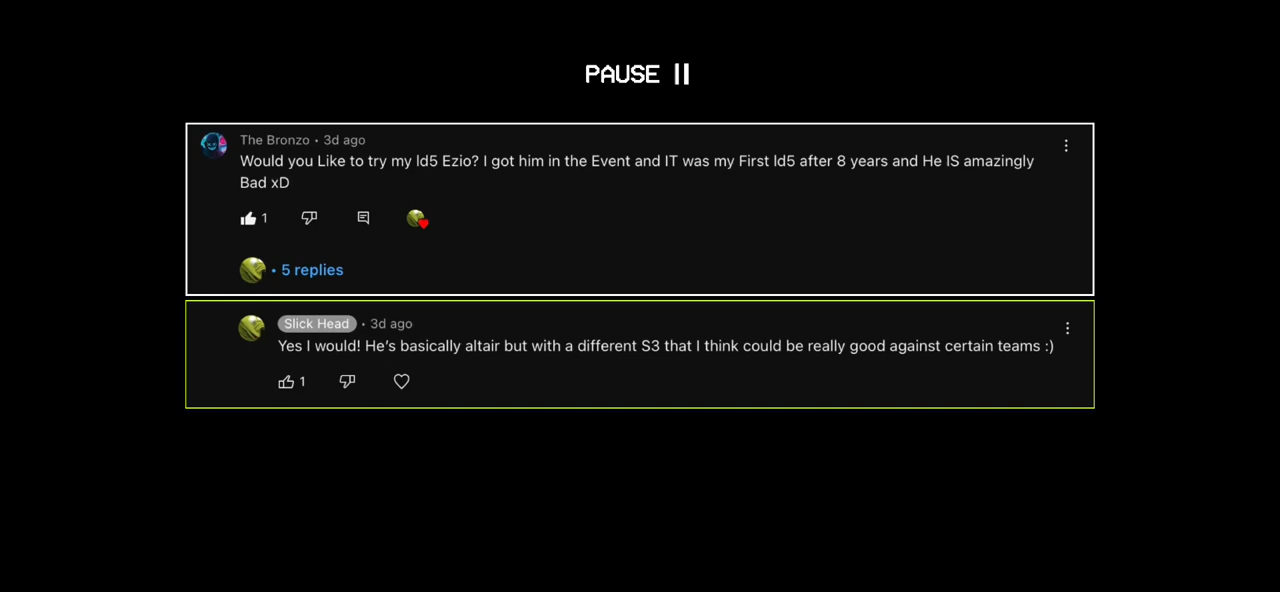 PAUSE
The Bronzo • 3d ago
Would you Like to try my ld5 Ezio? I got him in the Event and IT was my First ld5 after 8 years and He IS amazingly
Bad xD
1
• 5 replies
Slick Head • 3d ago
Yes I would! He’s basically altair but with a different S3 that I think could be really good against certain teams :)
1